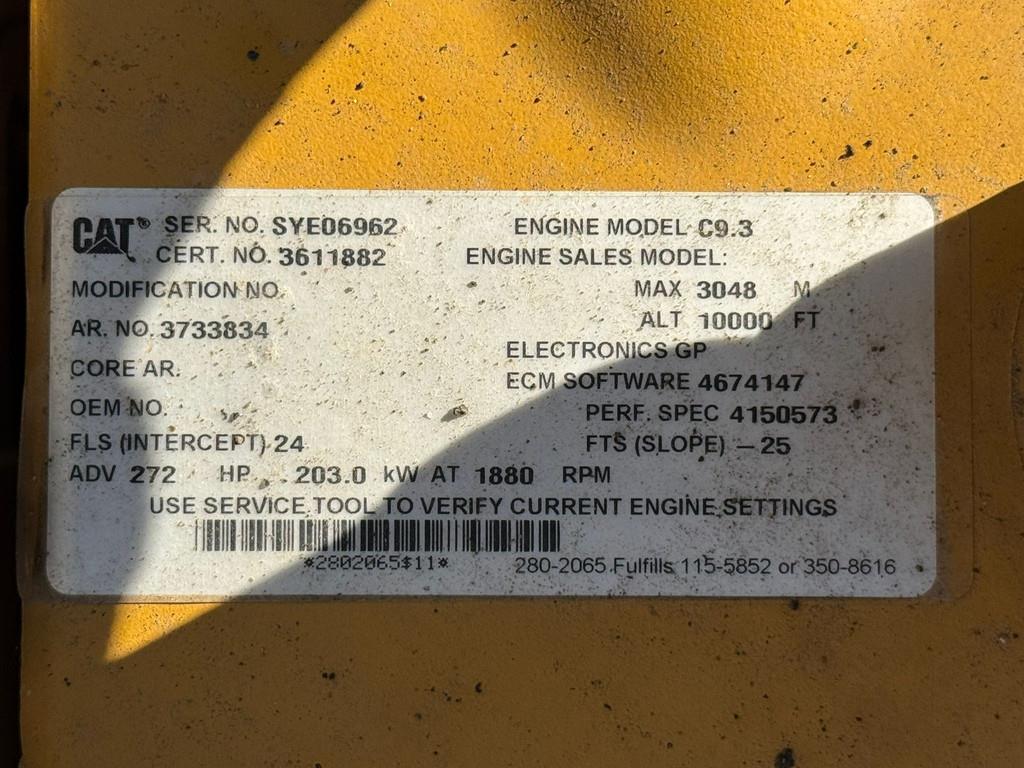 CAT® SER. NO. SYE06962 ENGINE MODEL C9.3
CERT. NO. 3611882 ENGINE SALES MODEL:
MODIFICATION NO. MAX 3048 M
AR. NO. 3733834 ALT 10000 FT
ELECTRONICS GP
CORE AR. ECM SOFTWARE 4674147
OEM NO. PERF. SPEC 4150573
FLS (INTERCEPT) 24 FTS (SLOPE) -25
ADV 272 HP 203.0 kW AT 1880 RPM
USE SERVICE TOOL TO VERIFY CURRENT ENGINE SETTINGS
*2802065$11* 280-2065 Fulfills 115-5852 or 350-8616